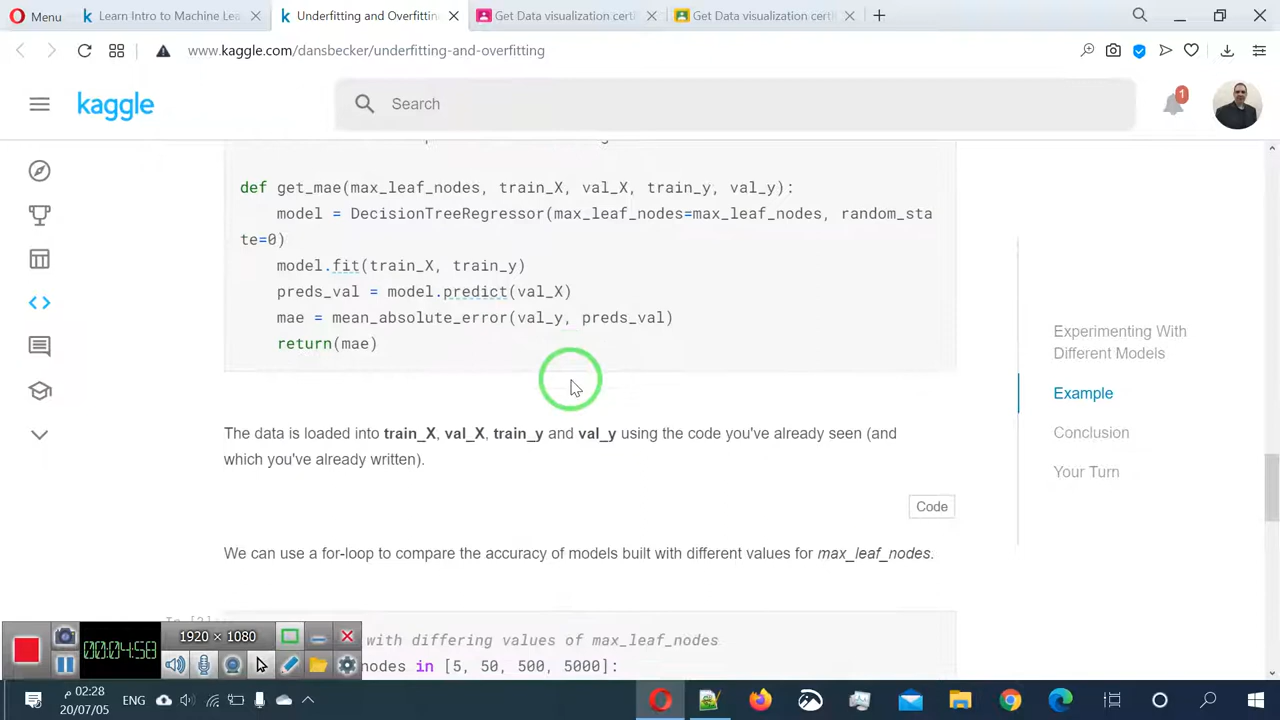 Menu
Learn Intro to Machine Lea
Underfitting and Overfittin
Get Data visualization certi
Get Data visualization certi
www.kaggle.com/dansbecker/underfitting-and-overfitting
kaggle
Search
1
def get_mae(max_leaf_nodes, train_X, val_X, train_y, val_y):
model = DecisionTreeRegressor(max_leaf_nodes=max_leaf_nodes, random_sta
te=0)
model.fit(train_X, train_y)
preds_val = model.predict(val_X)
mae = mean_absolute_error(val_y, preds_val)
return(mae)
Experimenting With
Different Models
Example
Conclusion
Your Turn
The data is loaded into train_X, val_X, train_y and val_y using the code you've already seen (and
which you've already written).
Code
We can use a for-loop to compare the accuracy of models built with different values for max_leaf_nodes.
with differing values of max_leaf_nodes
nodes in [5, 50, 500, 5000]:
1920 × 1080
00:04:58
02:28 م
20/07/05
ENG